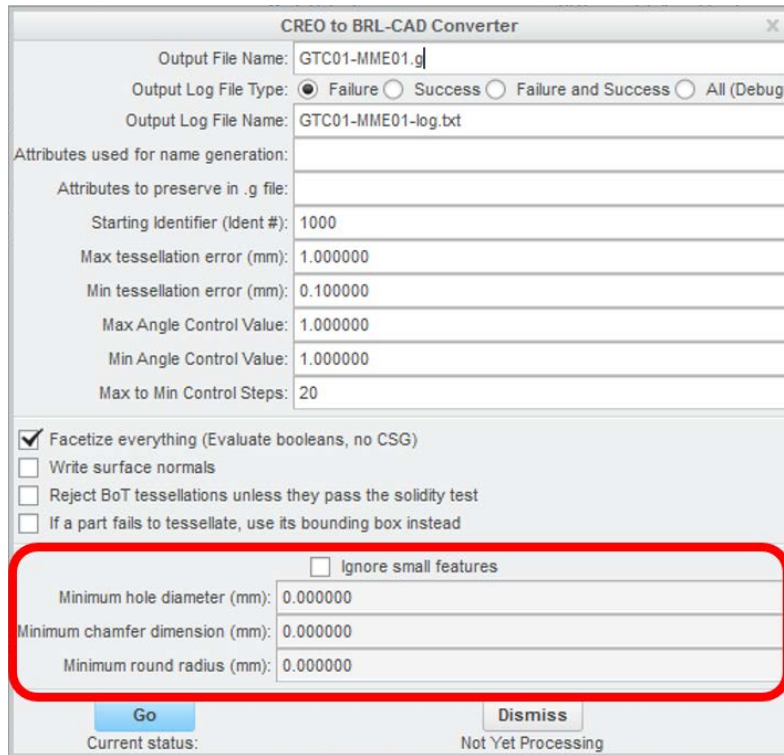 CREO to BRL-CAD Converter X
Output File Name: GTC01-MME01.g
Output Log File Type: Failure Success Failure and Success All (Debug
Output Log File Name: GTC01-MME01-log.txt
Attributes used for name generation:
Attributes to preserve in .g file:
Starting Identifier (Ident #): 1000
Max tessellation error (mm): 1.000000
Min tessellation error (mm): 0.100000
Max Angle Control Value: 1.000000
Min Angle Control Value: 1.000000
Max to Min Control Steps: 20
Facetize everything (Evaluate booleans, no CSG)
Write surface normals
Reject BoT tessellations unless they pass the solidity test
If a part fails to tessellate, use its bounding box instead
Ignore small features
Minimum hole diameter (mm): 0.000000
Minimum chamfer dimension (mm): 0.000000
Minimum round radius (mm): 0.000000
Go Dismiss
Current status: Not Yet Processing